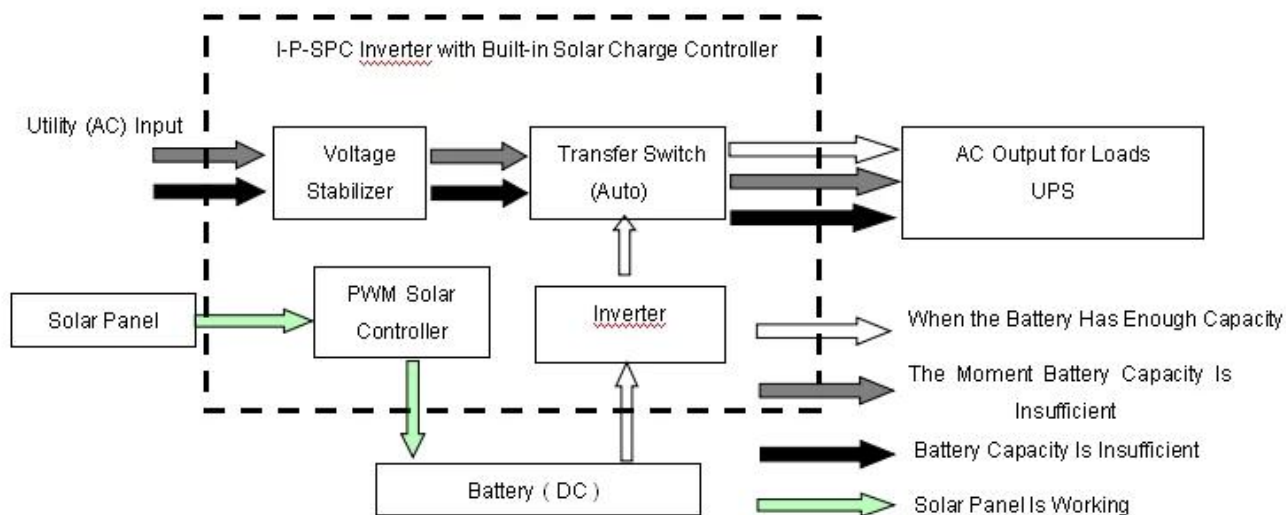 I-P-SPC Inverter with Built-in Solar Charge Controller
Utility (AC) Input
Voltage
Stabilizer
Transfer Switch
(Auto)
AC Output for Loads
UPS
Solar Panel
PWM Solar
Controller
Inverter
Battery ( DC )
When the Battery Has Enough Capacity
The Moment Battery Capacity Is
Insufficient
Battery Capacity Is Insufficient
Solar Panel Is Working